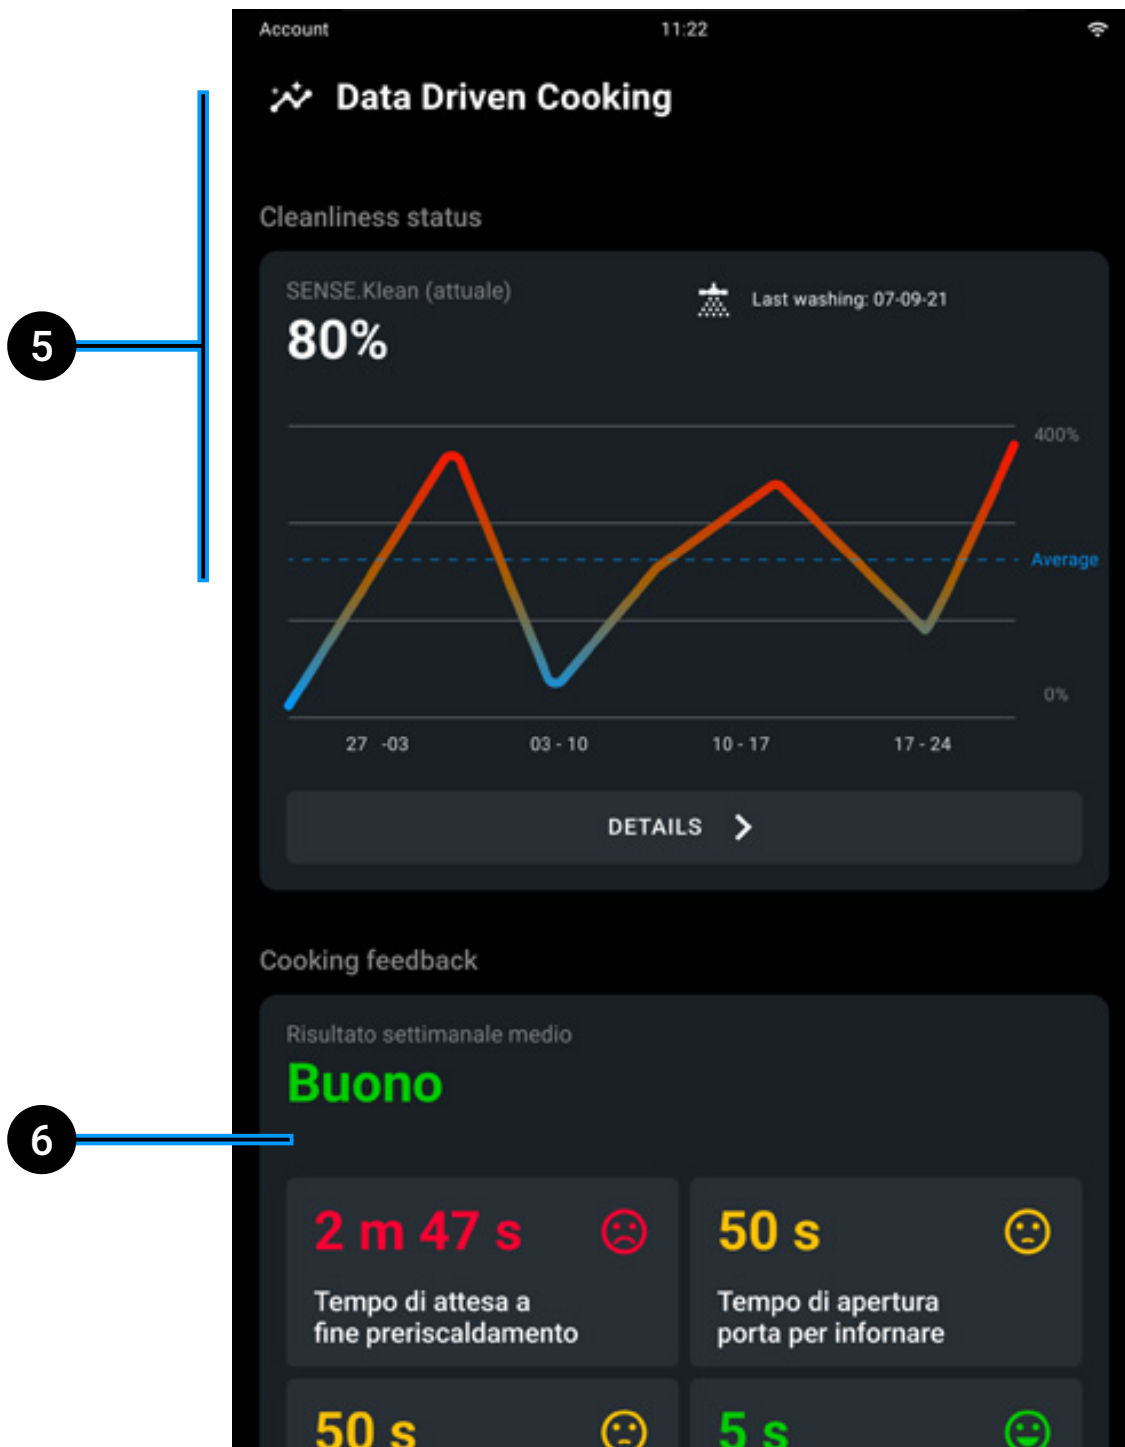 Account
11:22
Data Driven Cooking
Cleanliness status
5
SENSE.Klean (attuale)
80%
Last washing: 07-09-21
400%
Average
0%
27 -03
03 - 10
10 - 17
17 - 24
DETAILS
Cooking feedback
Risultato settimanale medio
Buono
6
2 m 47 s
Tempo di attesa a
fine preriscaldamento
50 s
Tempo di apertura
porta per infornare
50 s
5 s